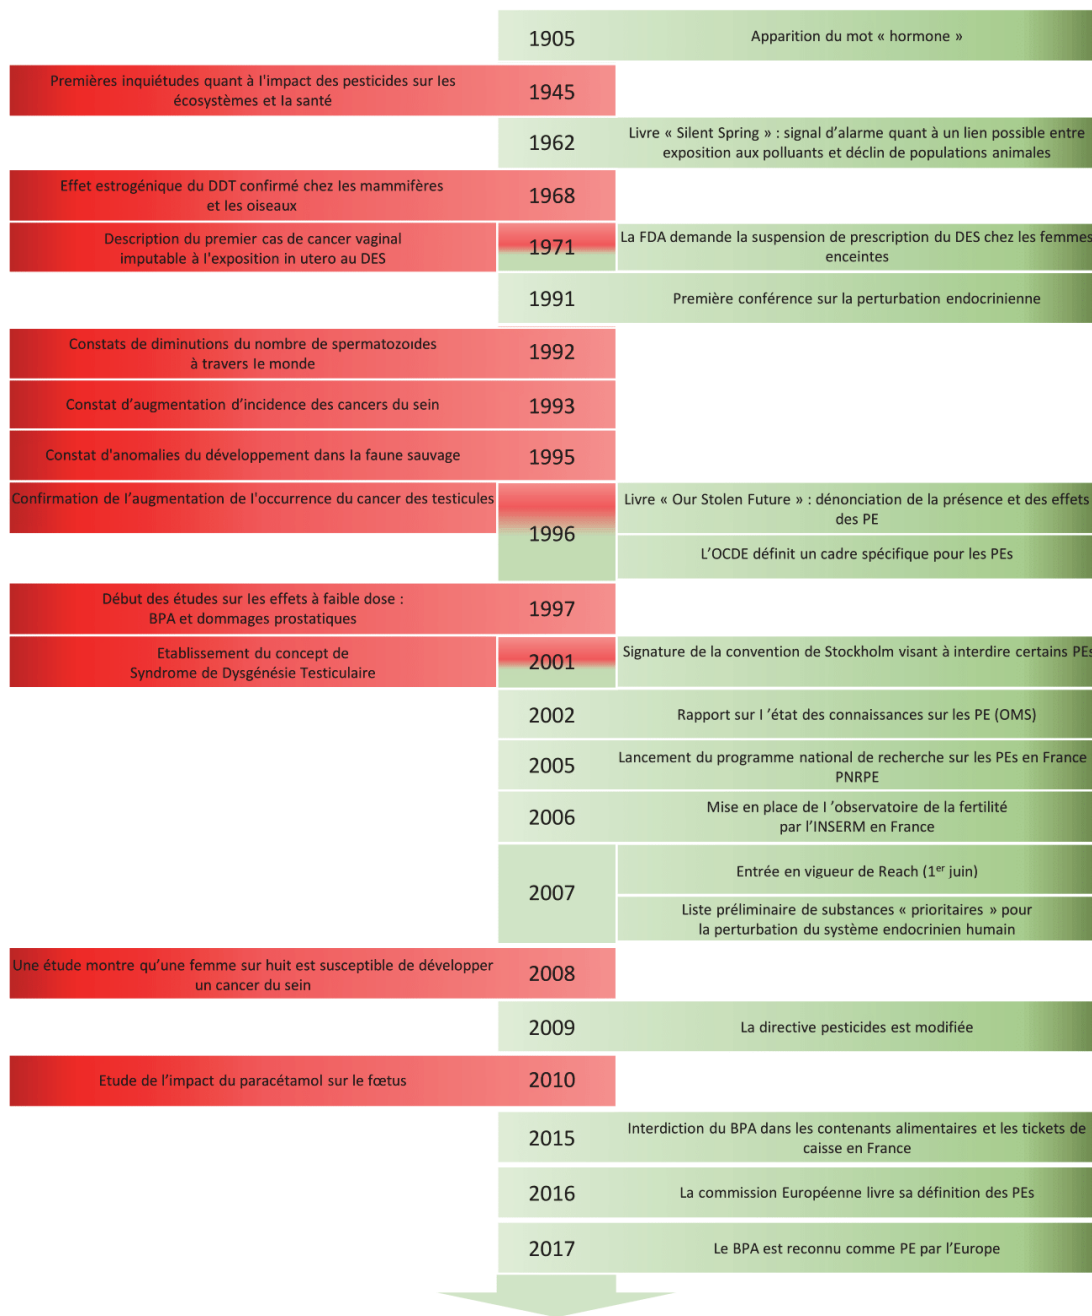 1905
Apparition du mot « hormone »
Premières inquiétudes quant à l'impact des pesticides sur les
écosystèmes et la santé
1945
1962
Livre « Silent Spring » : signal d’alarme quant à un lien possible entre
exposition aux polluants et déclin de populations animales
Effet estrogénique du DDT confirmé chez les mammifères
et les oiseaux
1968
Description du premier cas de cancer vaginal
imputable à l'exposition in utero au DES
1971
La FDA demande la suspension de prescription du DES chez les femmes
enceintes
1991
Première conférence sur la perturbation endocrinienne
Constats de diminutions du nombre de spermatozoïdes
à travers le monde
1992
Constat d’augmentation d’incidence des cancers du sein
1993
Constat d'anomalies du développement dans la faune sauvage
1995
Confirmation de l’augmentation de l'occurrence du cancer des testicules
1996
Livre « Our Stolen Future » : dénonciation de la présence et des effets
des PE
L’OCDE définit un cadre spécifique pour les PEs
Début des études sur les effets à faible dose :
BPA et dommages prostatiques
1997
Etablissement du concept de
Syndrome de Dysgénésie Testiculaire
2001
Signature de la convention de Stockholm visant à interdire certains PEs
2002
Rapport sur l ’état des connaissances sur les PE (OMS)
2005
Lancement du programme national de recherche sur les PEs en France
PNRPE
2006
Mise en place de l ’observatoire de la fertilité
par l’INSERM en France
2007
Entrée en vigueur de Reach (1er juin)
Liste préliminaire de substances « prioritaires » pour
la perturbation du système endocrinien humain
Une étude montre qu’une femme sur huit est susceptible de développer
un cancer du sein
2008
2009
La directive pesticides est modifiée
Etude de l’impact du paracétamol sur le fœtus
2010
2015
Interdiction du BPA dans les contenants alimentaires et les tickets de
caisse en France
2016
La commission Européenne livre sa définition des PEs
2017
Le BPA est reconnu comme PE par l’Europe